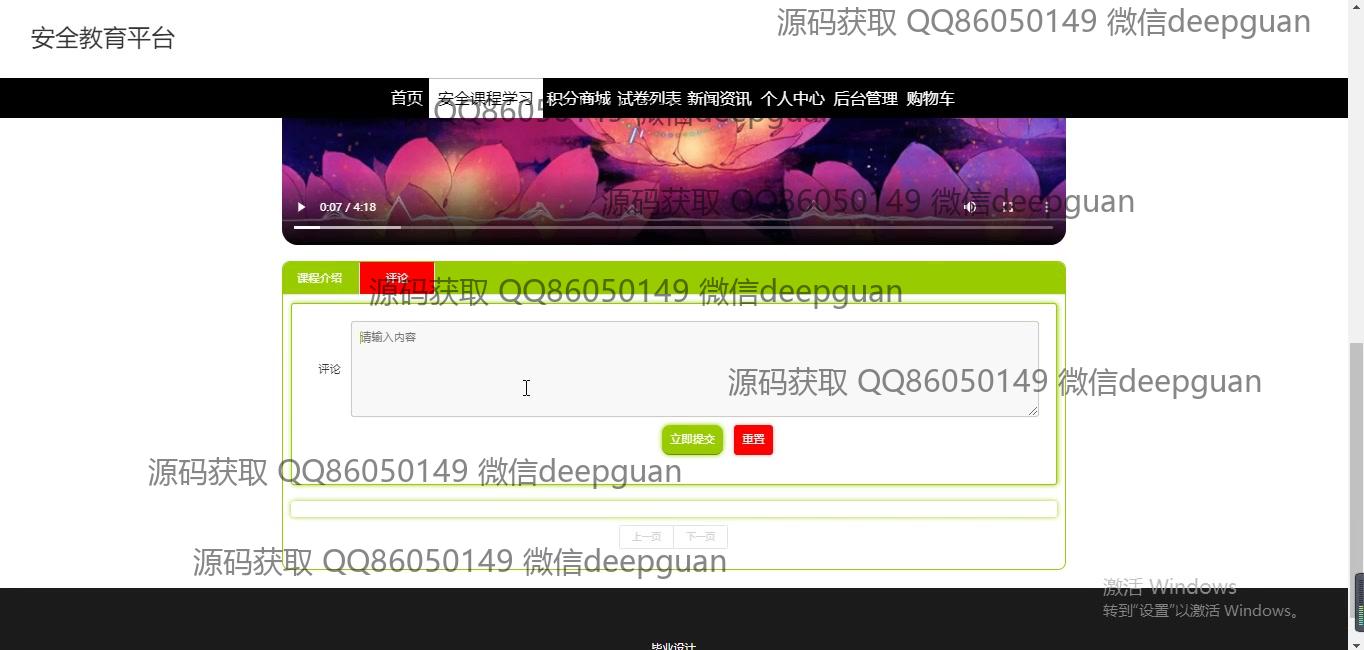 源码获取 QQ86050149 微信deepguan
安全教育平台
首页 安全课程学习 积分商城 试卷列表 新闻资讯 个人中心 后台管理 购物车
QQ86050149 微信deepguan
源码获取 QQ86050149 微信deepguan
0:07 / 4:18
课程介绍 评论
源码获取 QQ86050149 微信deepguan
请输入内容
评论
源码获取 QQ86050149 微信deepguan
立即提交 重置
源码获取 QQ86050149 微信deepguan
上一页 下一页
源码获取 QQ86050149 微信deepguan
激活 Windows
转到"设置"以激活 Windows。
毕业设计